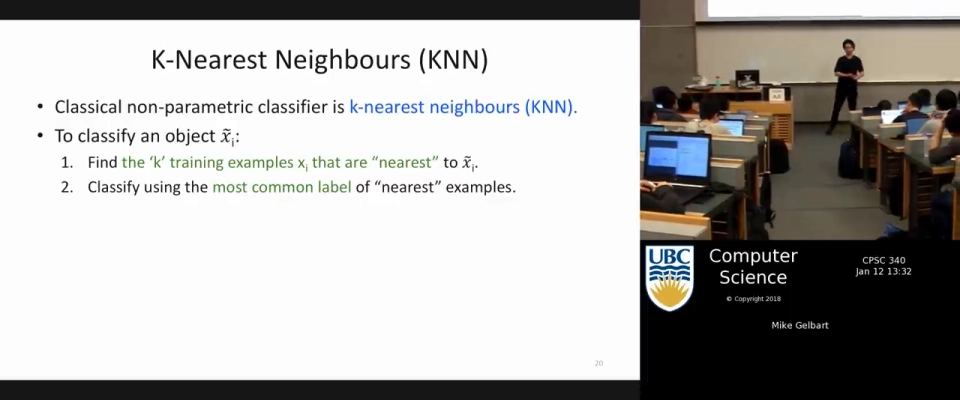 K-Nearest Neighbours (KNN)
• Classical non-parametric classifier is k-nearest neighbours (KNN).
• To classify an object x̃ᵢ:
1. Find the ‘k’ training examples xᵢ that are “nearest” to x̃ᵢ.
2. Classify using the most common label of “nearest” examples.
20
UBC
Computer
Science
© Copyright 2018
CPSC 340
Jan 12 13:32
Mike Gelbart